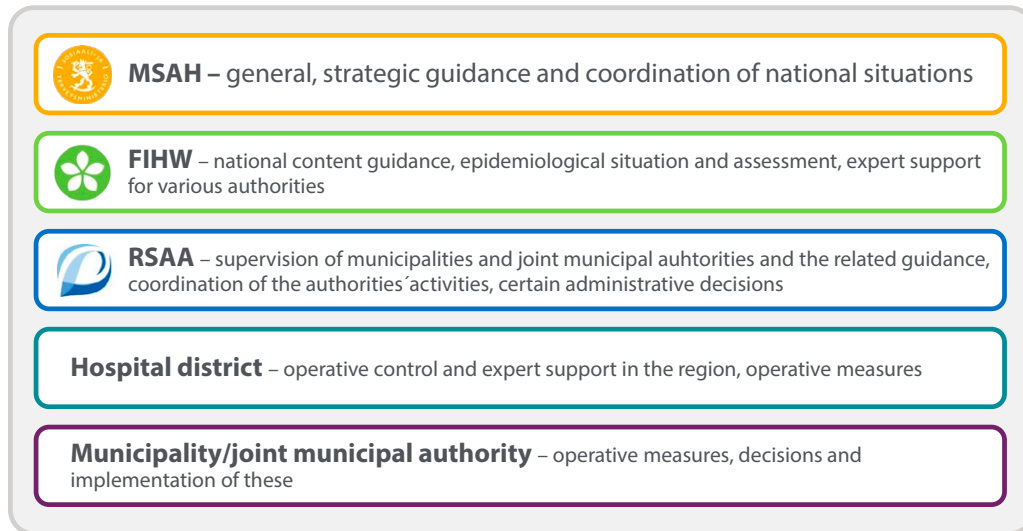 MSAH – general, strategic guidance and coordination of national situations
FIHW – national content guidance, epidemiological situation and assessment, expert support
for various authorities
RSAA – supervision of municipalities and joint municipal auhtorities and the related guidance,
coordination of the authorities´activities, certain administrative decisions
Hospital district – operative control and expert support in the region, operative measures
Municipality/joint municipal authority – operative measures, decisions and
implementation of these